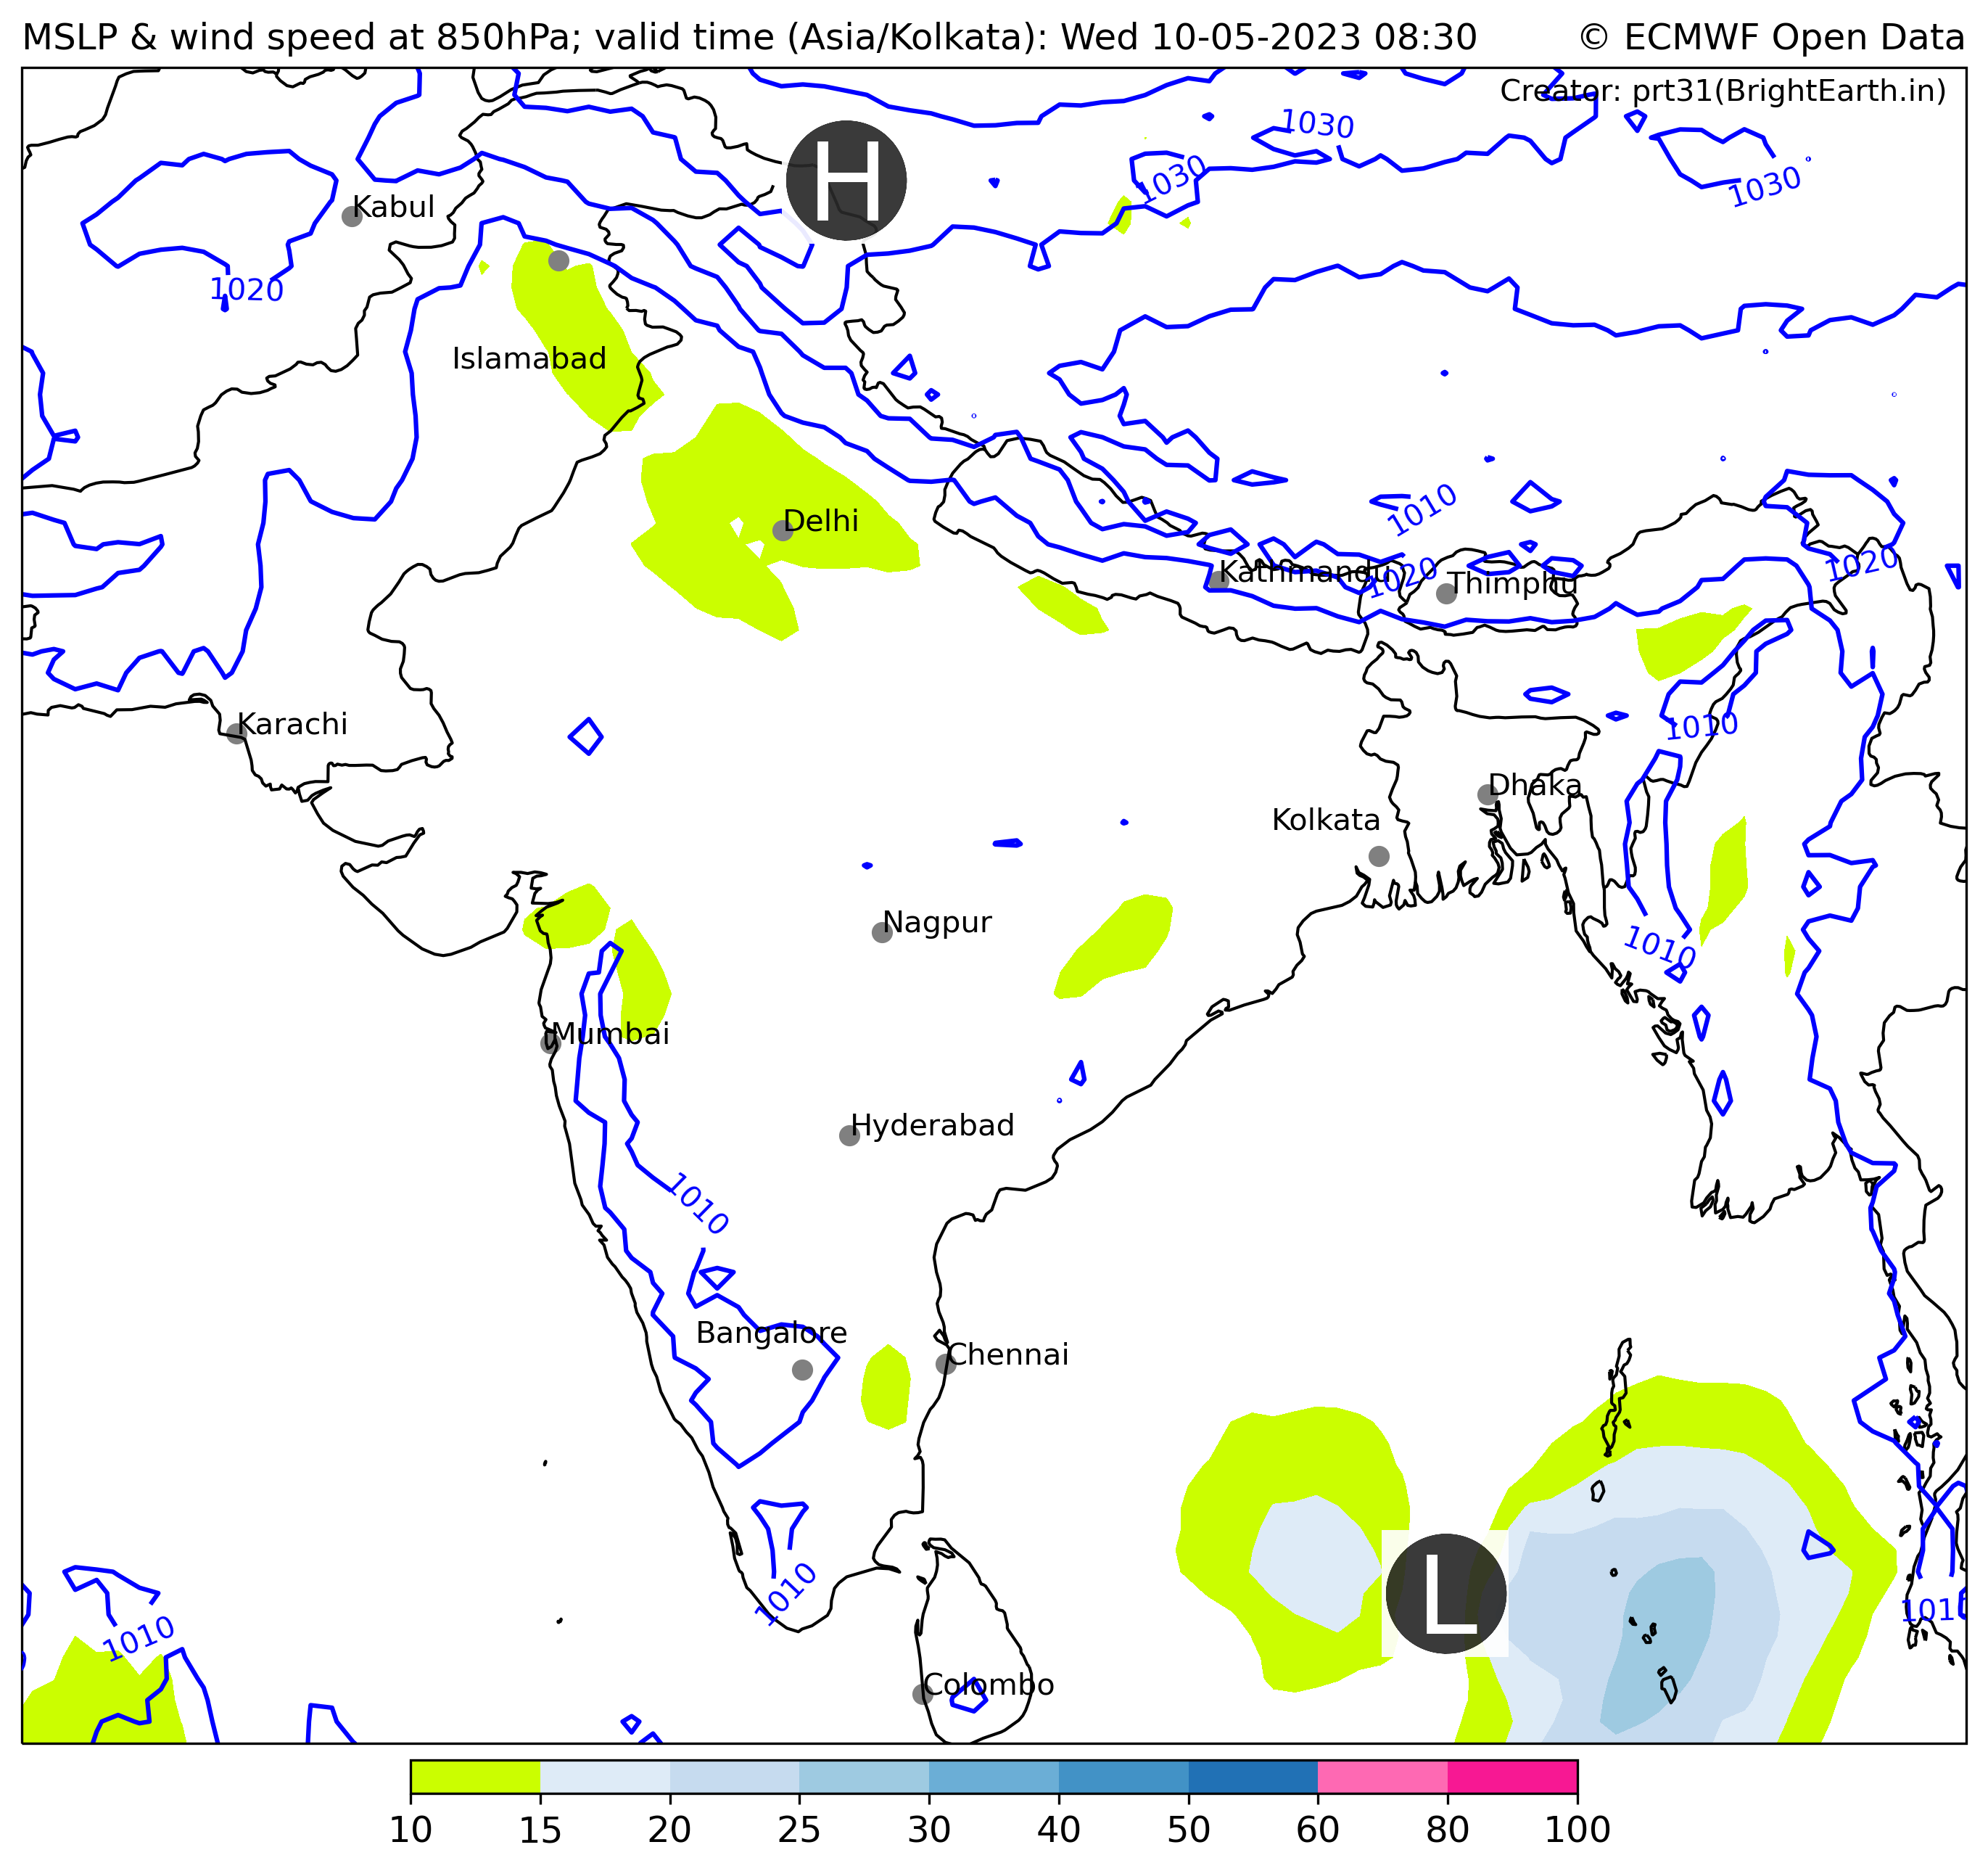 MSLP & wind speed at 850hPa; valid time (Asia/Kolkata): Wed 10-05-2023 08:30
© ECMWF Open Data
Creator: prt31(BrightEarth.in)
1030
H
1030
1030
Kabul
1020
Islamabad
1010
Delhi
1020
Kathmandu
1020
Thimphu
Karachi
1010
Dhaka
Kolkata
Nagpur
1010
Mumbai
Hyderabad
1010
Bangalore
Chennai
L
1010
1010
1010
Colombo
10 15 20 25 30 40 50 60 80 100